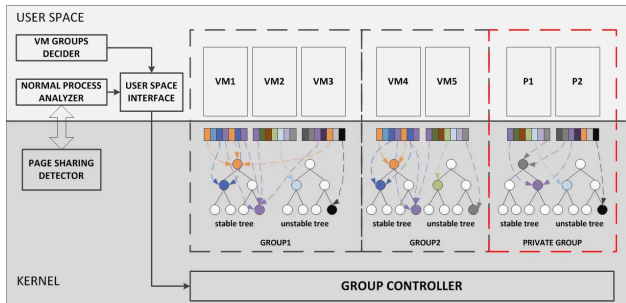 USER SPACE
VM GROUPS
DECIDER
NORMAL PROCESS
ANALYZER
USER SPACE
INTERFACE
PAGE SHARING
DETECTOR
VM1 VM2 VM3 VM4 VM5 P1 P2
stable tree unstable tree stable tree unstable tree stable tree unstable tree
GROUP1 GROUP2 PRIVATE GROUP
KERNEL
GROUP CONTROLLER